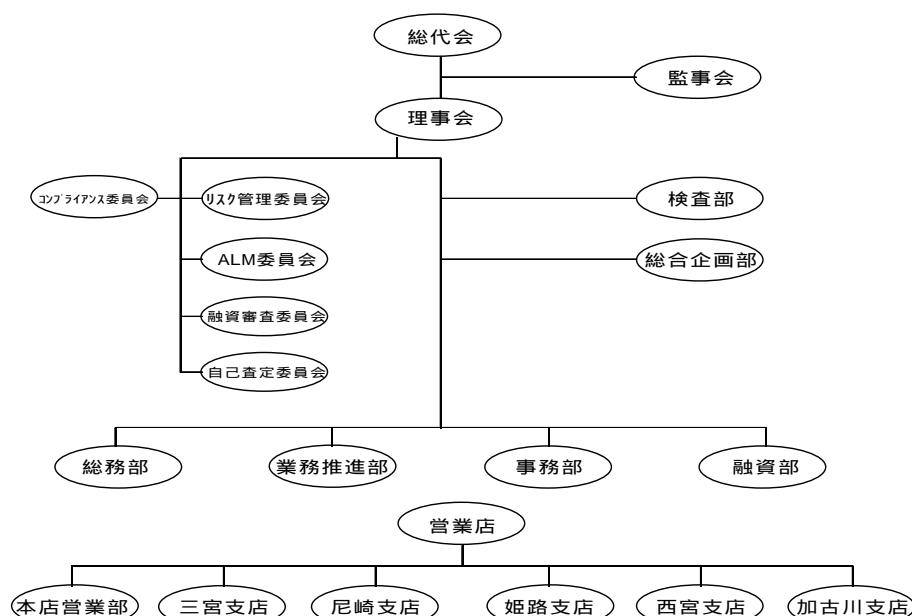 総代会
監事会
理事会
コンプライアンス委員会
リスク管理委員会
検査部
ALM委員会
総合企画部
融資審査委員会
自己査定委員会
総務部
業務推進部
事務部
融資部
営業店
本店営業部
三宮支店
尼崎支店
姫路支店
西宮支店
加古川支店